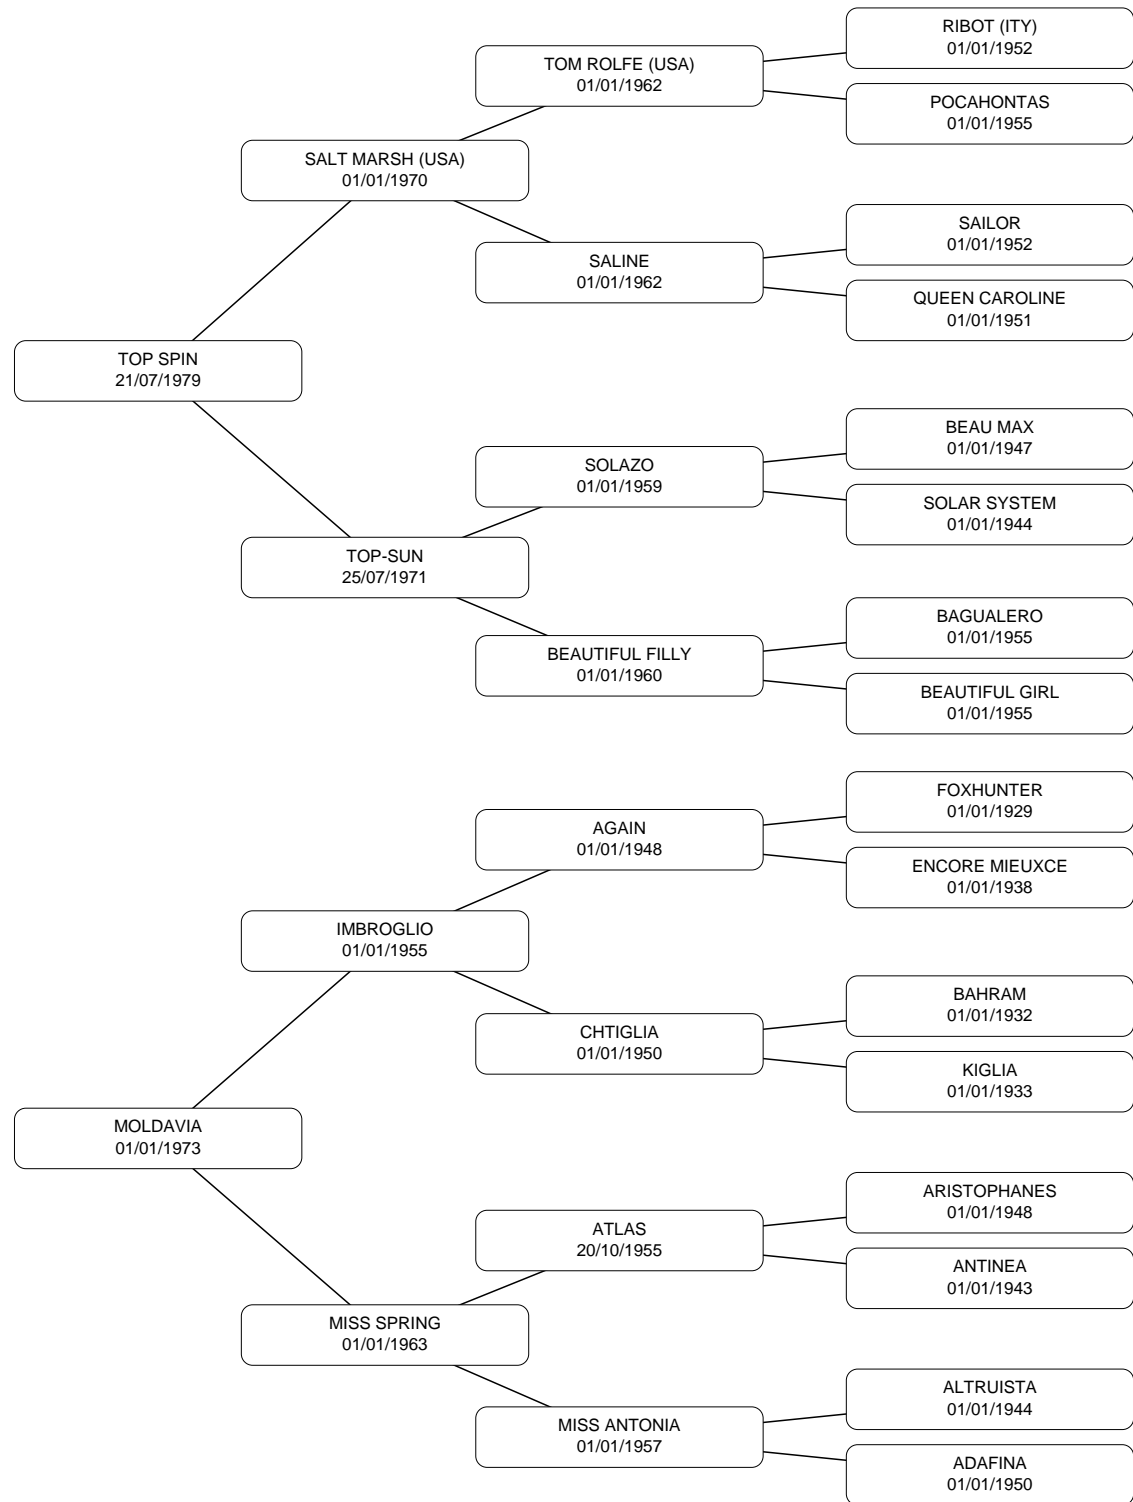 RIBOT (ITY)
01/01/1952
TOM ROLFE (USA)
01/01/1962
POCAHONTAS
01/01/1955
SALT MARSH (USA)
01/01/1970
SAILOR
01/01/1952
SALINE
01/01/1962
QUEEN CAROLINE
01/01/1951
TOP SPIN
21/07/1979
BEAU MAX
01/01/1947
SOLAZO
01/01/1959
SOLAR SYSTEM
01/01/1944
TOP-SUN
25/07/1971
BAGUALERO
01/01/1955
BEAUTIFUL FILLY
01/01/1960
BEAUTIFUL GIRL
01/01/1955
FOXHUNTER
01/01/1929
AGAIN
01/01/1948
ENCORE MIEUXCE
01/01/1938
IMBROGLIO
01/01/1955
BAHRAM
01/01/1932
CHTIGLIA
01/01/1950
KIGLIA
01/01/1933
MOLDAVIA
01/01/1973
ARISTOPHANES
01/01/1948
ATLAS
20/10/1955
ANTINEA
01/01/1943
MISS SPRING
01/01/1963
ALTRUISTA
01/01/1944
MISS ANTONIA
01/01/1957
ADAFINA
01/01/1950